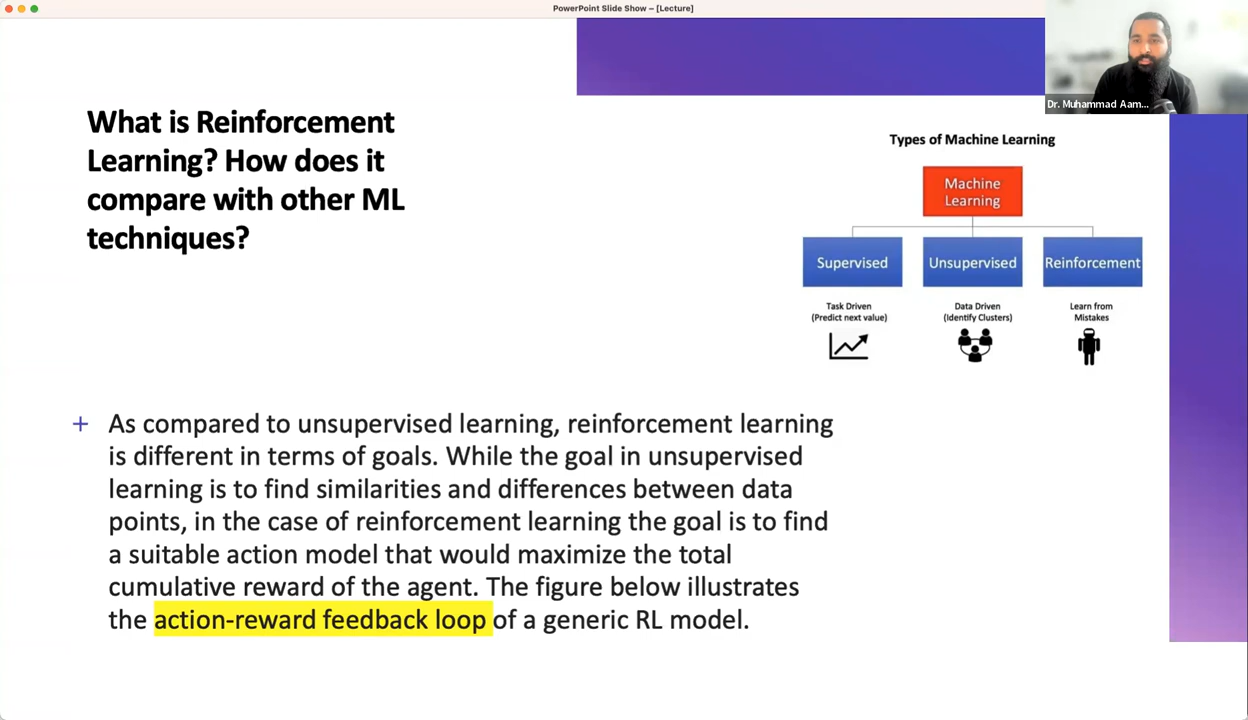 PowerPoint Slide Show – [Lecture]
Dr. Muhammad Aam...
What is Reinforcement
Learning? How does it
compare with other ML
techniques?
Types of Machine Learning
Machine
Learning
Supervised
Unsupervised
Reinforcement
Task Driven
(Predict next value)
Data Driven
(Identify Clusters)
Learn from
Mistakes
+ As compared to unsupervised learning, reinforcement learning
is different in terms of goals. While the goal in unsupervised
learning is to find similarities and differences between data
points, in the case of reinforcement learning the goal is to find
a suitable action model that would maximize the total
cumulative reward of the agent. The figure below illustrates
the action-reward feedback loop of a generic RL model.